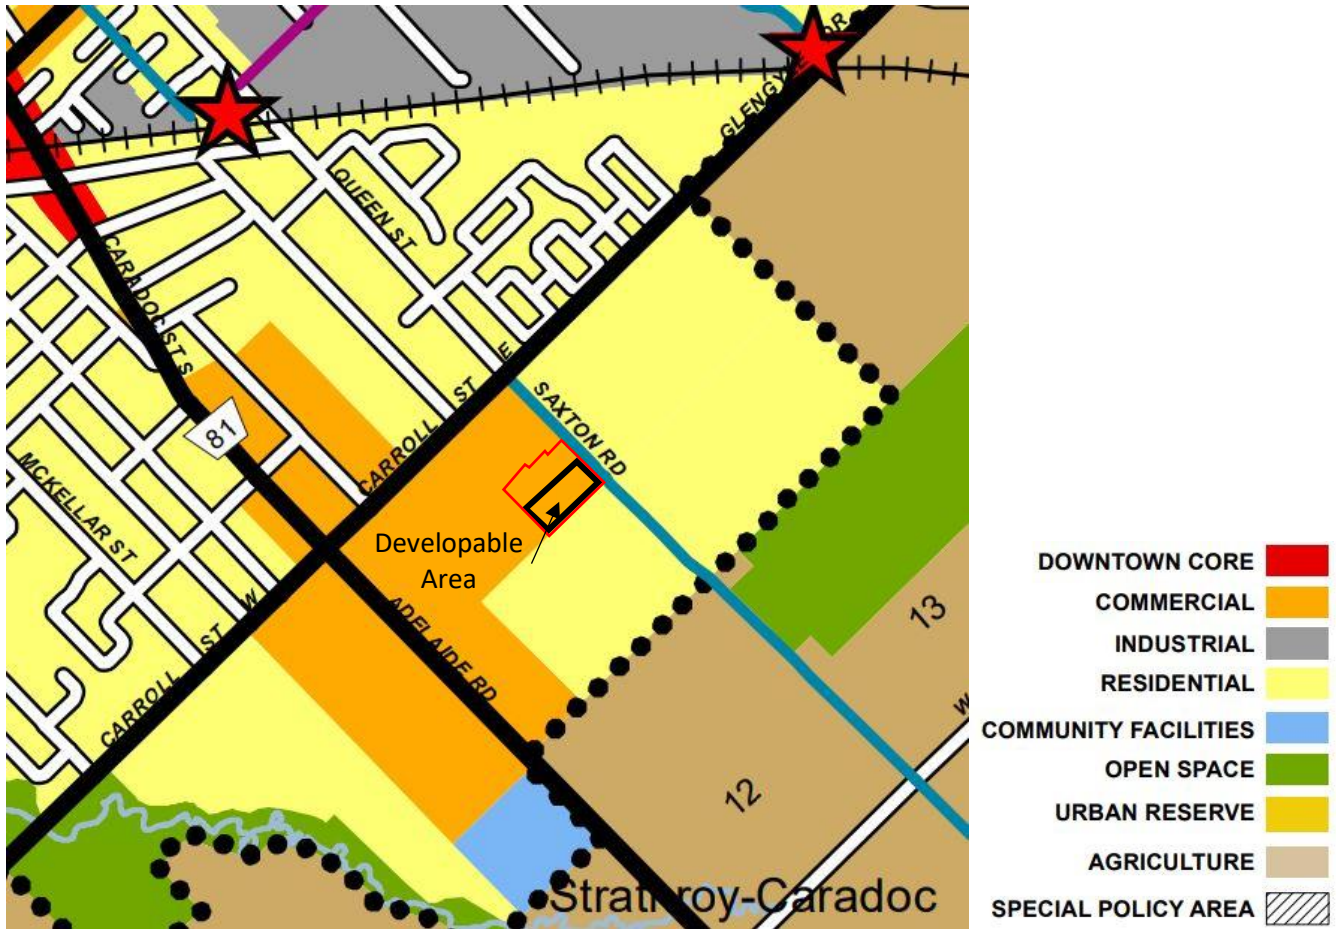 GLENGY
DR
QUEEN ST
CARADOC ST S
CARROLL ST E
SAXTON RD
81
MCKELLAR ST
Developable
Area
ADELAIDE RD
CARROLL ST W
13
W
12
Strathroy-Caradoc
DOWNTOWN CORE
COMMERCIAL
INDUSTRIAL
RESIDENTIAL
COMMUNITY FACILITIES
OPEN SPACE
URBAN RESERVE
AGRICULTURE
SPECIAL POLICY AREA